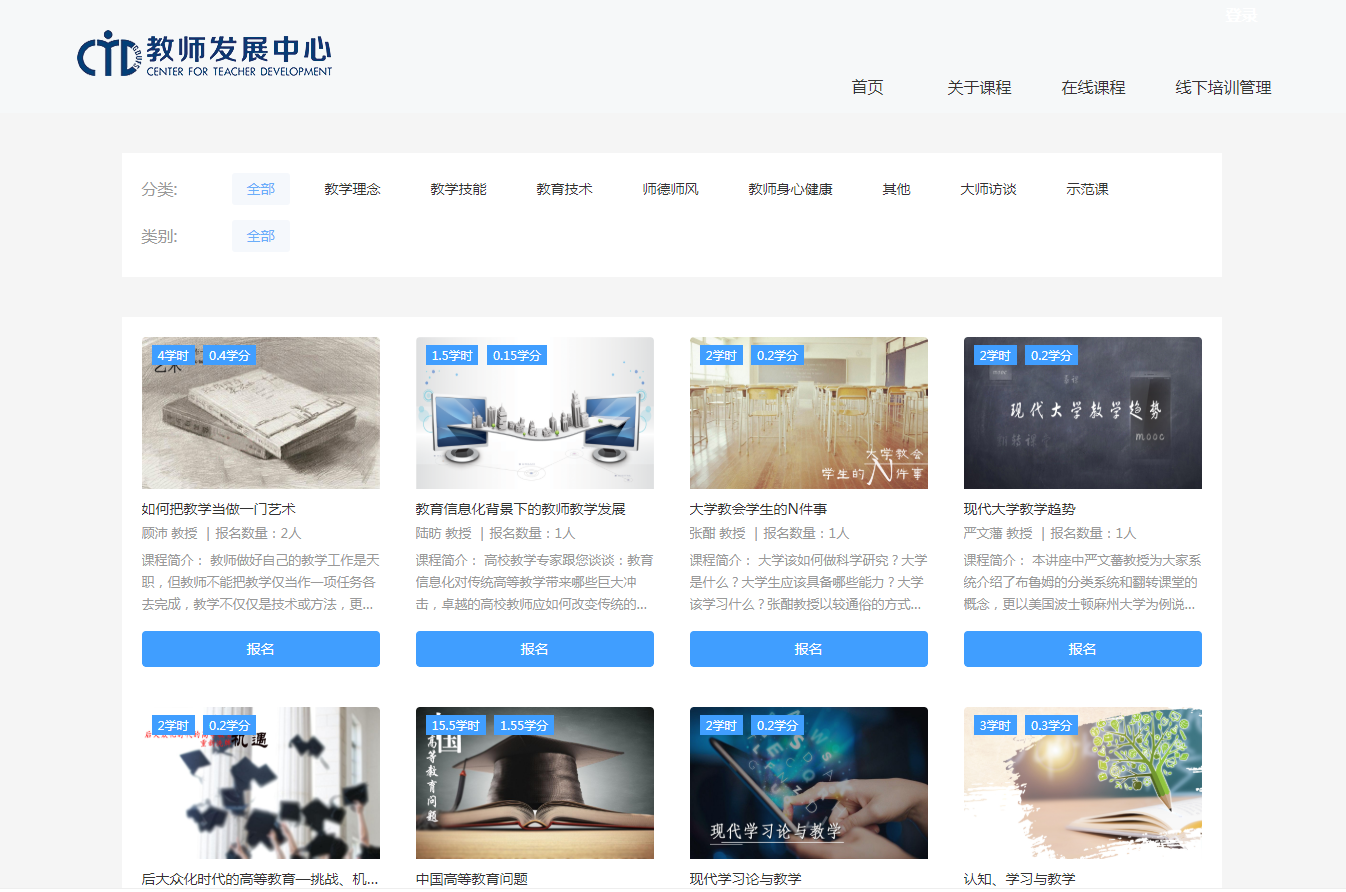 登录
教师发展中心
CENTER FOR TEACHER DEVELOPMENT
首页 关于课程 在线课程 线下培训管理
分类: 全部 教学理念 教学技能 教育技术 师德师风 教师身心健康 其他 大师访谈 示范课
类别: 全部
4学时 0.4学分
艺术
如何把教学当做一门艺术
顾沛 教授 | 报名数量：2人
课程简介： 教师做好自己的教学工作是天
职，但教师不能把教学仅当作一项任务各
去完成，教学不仅仅是技术或方法，更...
报名
1.5学时 0.15学分
教育信息化背景下的教师教学发展
陆昉 教授 | 报名数量：1人
课程简介： 高校教学专家跟您谈谈：教育
信息化对传统高等教学带来哪些巨大冲
击，卓越的高校教师应如何改变传统的...
报名
2学时 0.2学分
大学教会
学生的N件事
大学教会学生的N件事
张酣 教授 | 报名数量：1人
课程简介： 大学该如何做科学研究？大学
是什么？大学生应该具备哪些能力？大学
该学习什么？张酣教授以较通俗的方式...
报名
2学时 0.2学分
现代大学教学趋势
mooc
现代大学教学趋势
严文藩 教授 | 报名数量：1人
课程简介： 本讲座中严文蕃教授为大家系
统介绍了布鲁姆的分类系统和翻转课堂的
概念，更以美国波士顿麻州大学为例说...
报名
2学时 0.2学分
机遇
后大众化时代的高等教育—挑战、机...
15.5学时 1.55学分
国
高等教育问题
中国高等教育问题
2学时 0.2学分
现代学习论与教学
现代学习论与教学
3学时 0.3学分
认知、学习与教学